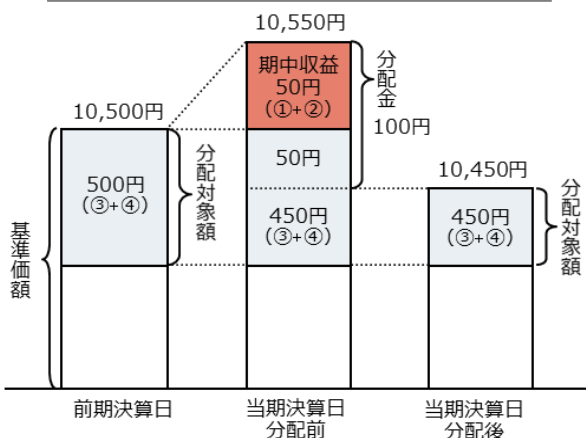 10,550円
期中収益
50円
(①+②)
分配金
100円
10,500円
500円
(③+④)
分配対象額
50円
450円
(③+④)
10,450円
450円
(③+④)
分配対象額
基準価額
前期決算日
当期決算日
分配前
当期決算日
分配後